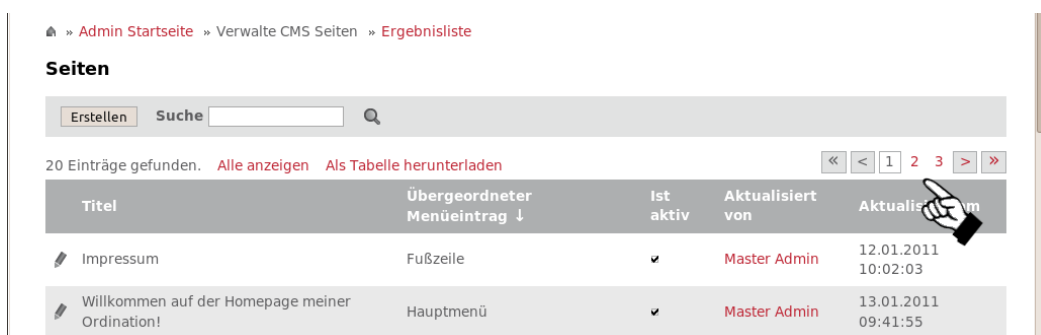 » Admin Startseite » Verwalte CMS Seiten » Ergebnisliste
Seiten
Erstellen Suche
20 Einträge gefunden. Alle anzeigen Als Tabelle herunterladen « < 1 2 3 > »
Titel Übergeordneter Menüeintrag ↓ Ist aktiv Aktualisiert von
Impressum Fußzeile Master Admin 12.01.2011 10:02:03
Willkommen auf der Homepage meiner Ordination! Hauptmenü Master Admin 13.01.2011 09:41:55